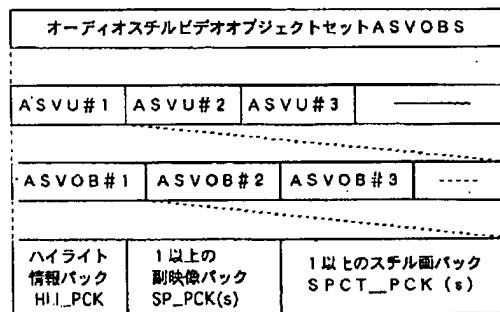 オーディオスチルビデオオブジェクトセットASVOBS
ASVU#1 ASVU#2 ASVU#3
ASVOB#1 ASVOB#2 ASVOB#3
ハイライト
情報パック
HLI_PCK
1以上の
副映像パック
SP_PCK(s)
1以上のスチル画パック
SPCT_PCK (s)